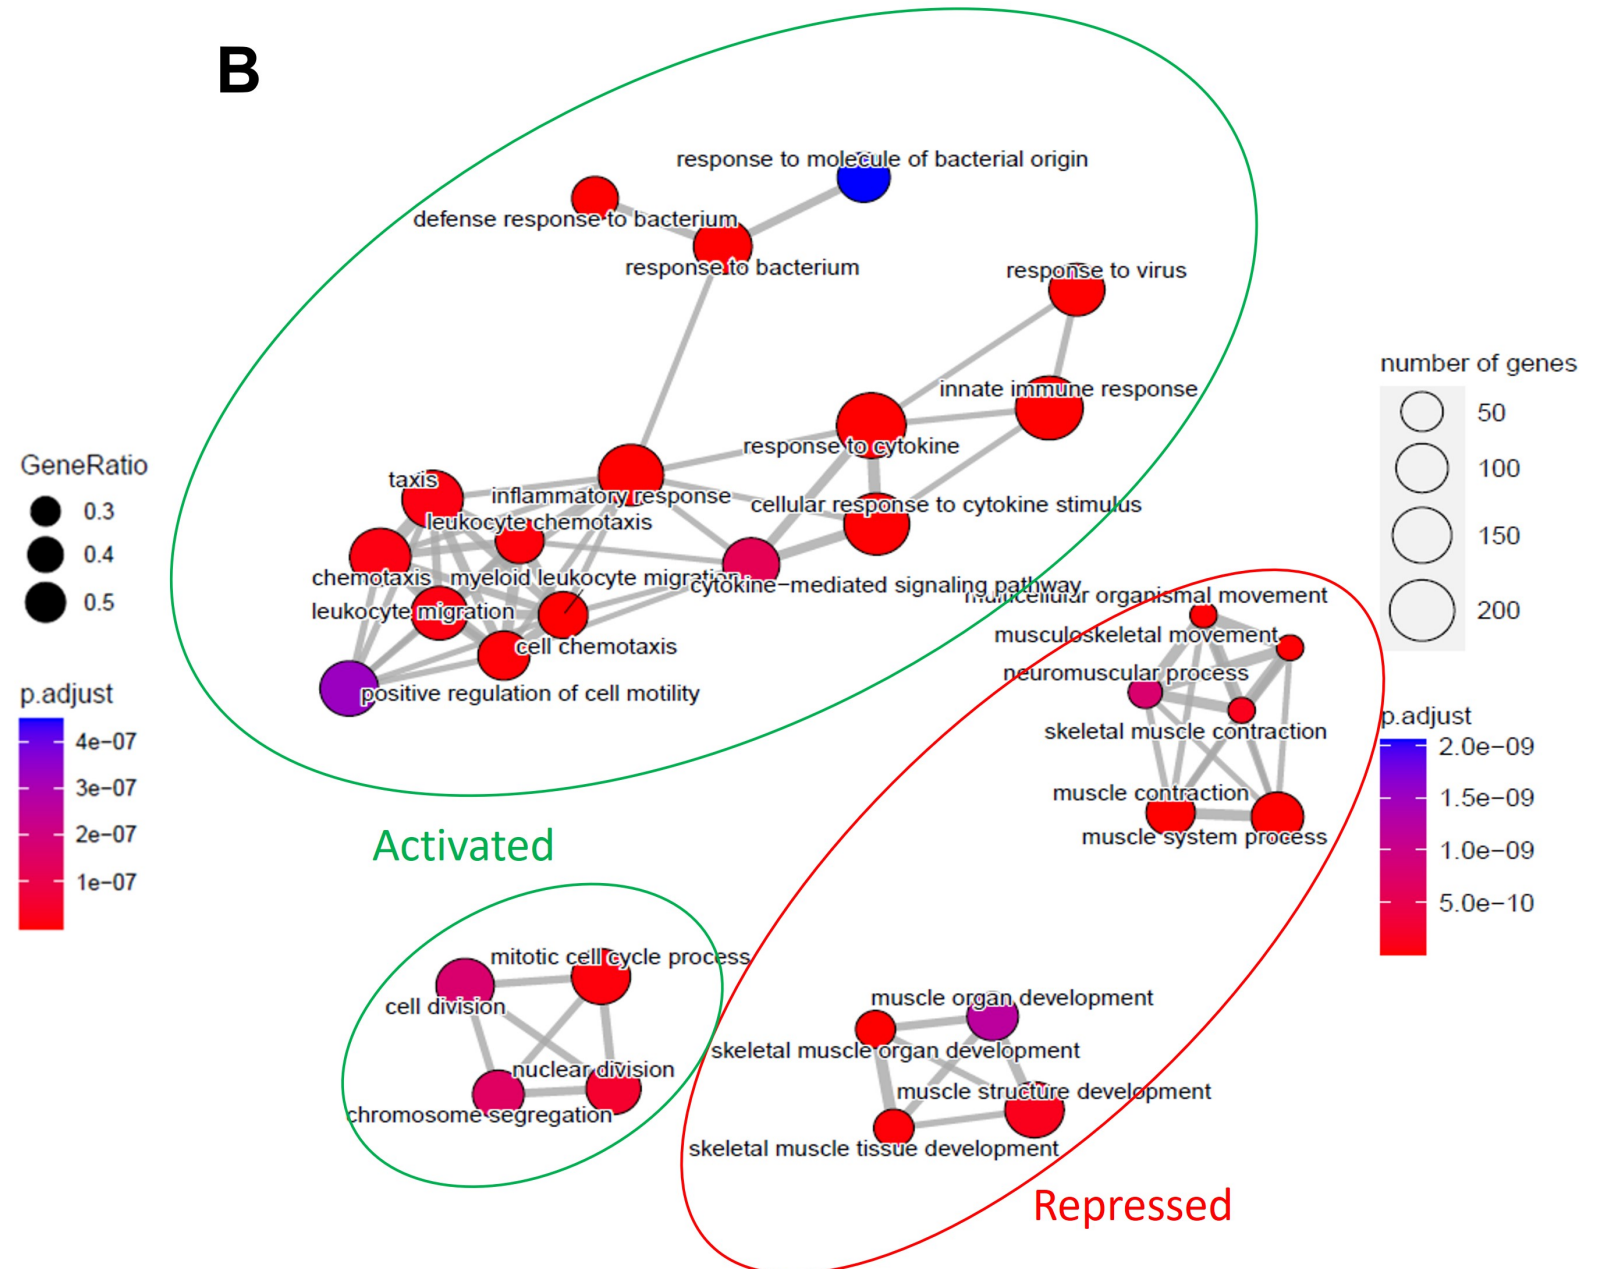 B
response to molecule of bacterial origin
defense response to bacterium
response to bacterium
response to virus
innate immune response
response to cytokine
taxis
inflammatory response
cellular response to cytokine stimulus
leukocyte chemotaxis
chemotaxis
myeloid leukocyte migration
cytokine−mediated signaling pathway
leukocyte migration
cell chemotaxis
positive regulation of cell motility
GeneRatio
0.3
0.4
0.5
p.adjust
4e−07
3e−07
2e−07
1e−07
number of genes
50
100
150
200
multicellular organismal movement
musculoskeletal movement
neuromuscular process
skeletal muscle contraction
muscle contraction
muscle system process
p.adjust
2.0e−09
1.5e−09
1.0e−09
5.0e−10
Activated
mitotic cell cycle process
cell division
nuclear division
chromosome segregation
muscle organ development
skeletal muscle organ development
muscle structure development
skeletal muscle tissue development
Repressed